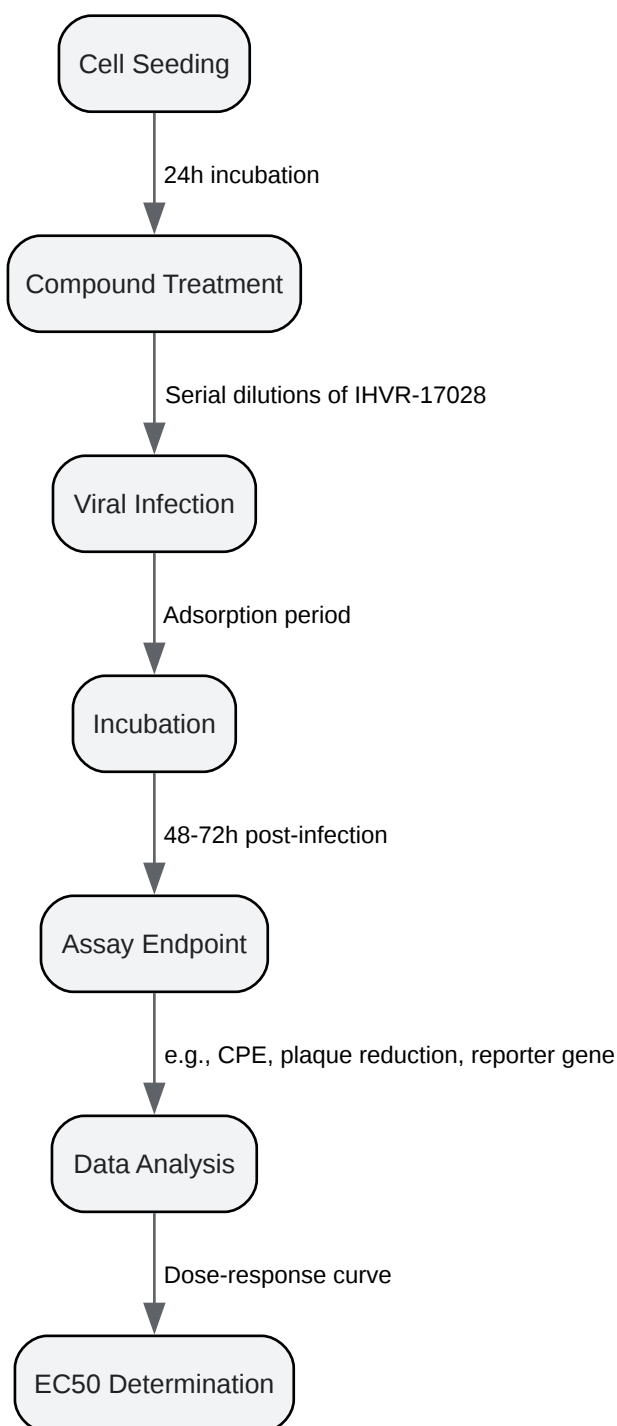 Cell Seeding
24h incubation
Compound Treatment
Serial dilutions of IHVR-17028
Viral Infection
Adsorption period
Incubation
48-72h post-infection
Assay Endpoint
e.g., CPE, plaque reduction, reporter gene
Data Analysis
Dose-response curve
EC50 Determination